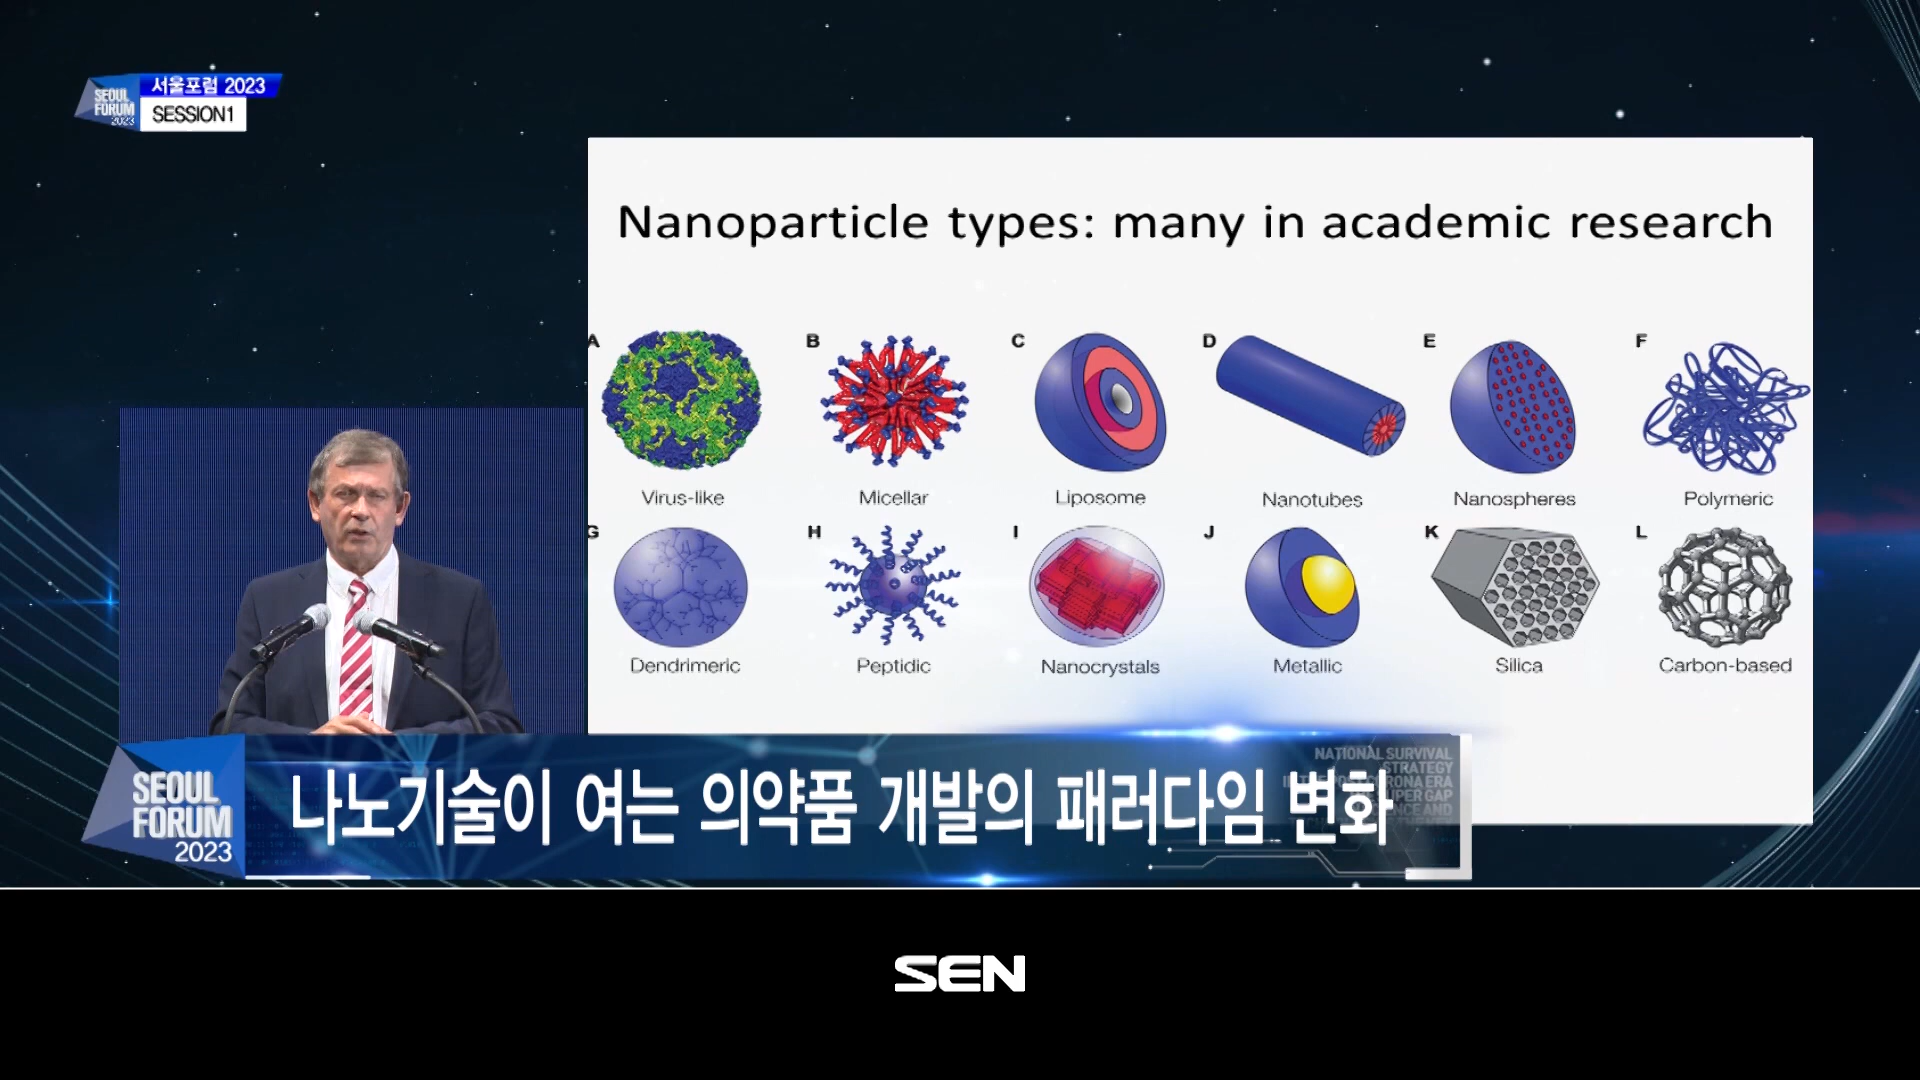 서울포럼 2023
SEOUL
FORUM
2023
SESSION1
Nanoparticle types: many in academic research
A B C D E F
Virus-like Micellar Liposome Nanotubes Nanospheres Polymeric
G H I J K L
Dendrimeric Peptidic Nanocrystals Metallic Silica Carbon-based
SEOUL
FORUM
2023
나노기술이 여는 의약품 개발의 패러다임 변화
NATIONAL SURVIVAL
STRATEGY
SEN